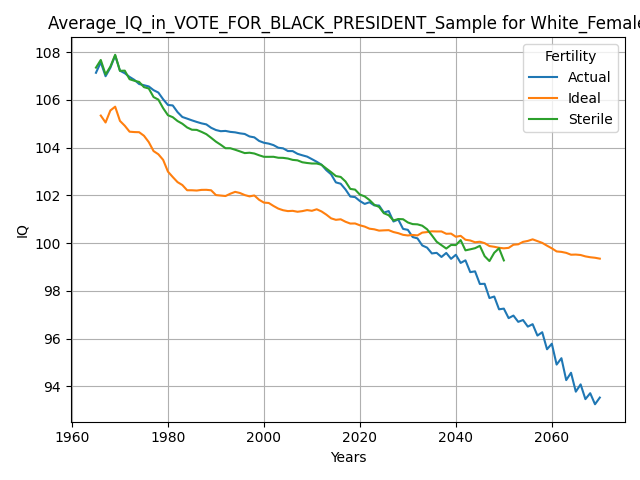 Average_IQ_in_VOTE_FOR_BLACK_PRESIDENT_Sample for White_Female
108
106
104
102
100
98
96
94
IQ
Fertility
Actual
Ideal
Sterile
1960
1980
2000
2020
2040
2060
Years